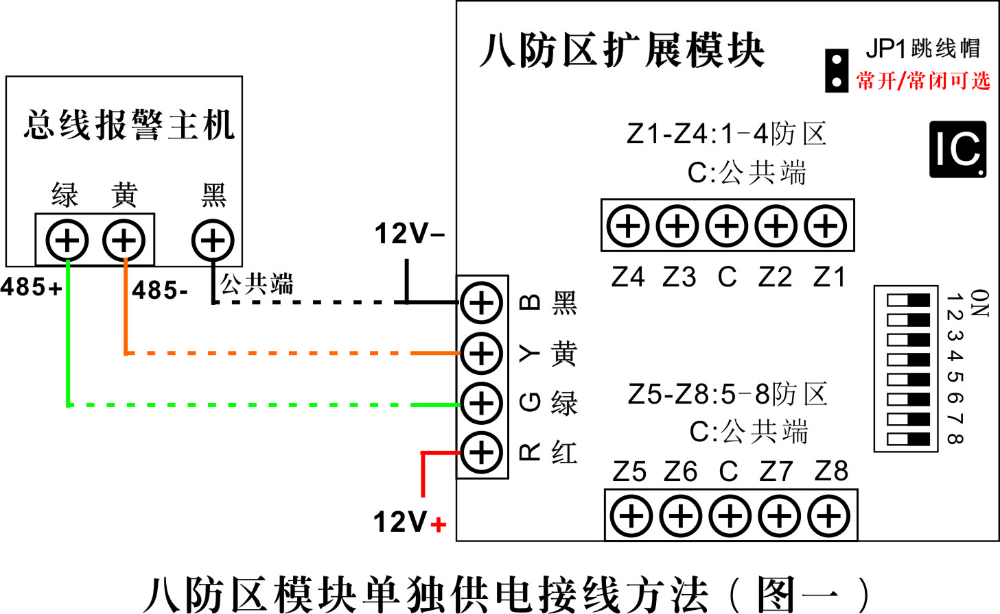 八防区扩展模块
JP1跳线帽
常开/常闭可选
总线报警主机
Z1-Z4:1-4防区
C:公共端
IC
绿 黄 黑
12V-
485+
485-
公共端
Z4 Z3 C Z2 Z1
B 黑
Y 黄
G 绿
R 红
ON
1 2 3 4 5 6 7 8
Z5-Z8:5-8防区
C:公共端
Z5 Z6 C Z7 Z8
12V+
八防区模块单独供电接线方法(图一)